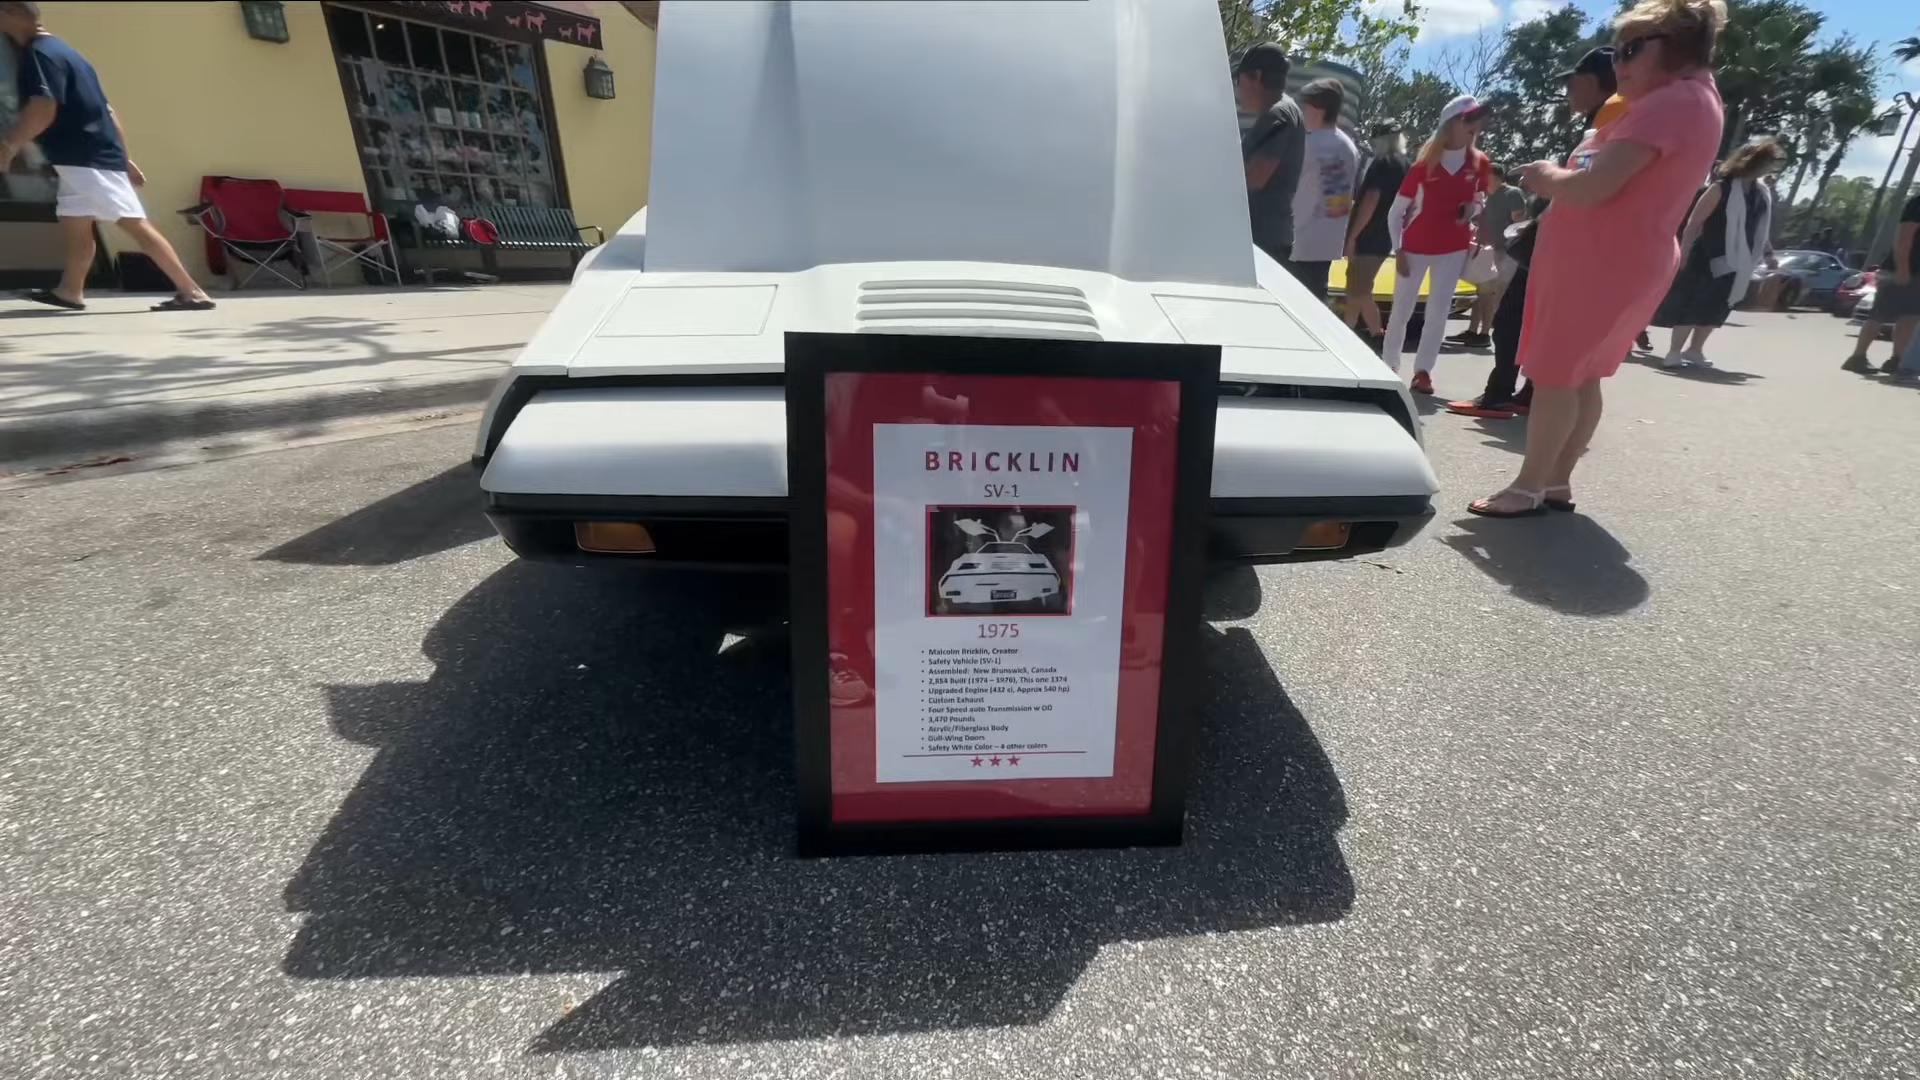 BRICKLIN
SV-1
1975
• Malcolm Bricklin, Creator
• Safety Vehicle (SV-1)
• Assembled: New Brunswick, Canada
• 2,854 Built (1974 – 1976), This one 1374
• Upgraded Engine (432 ci, Approx 540 hp)
• Custom Exhaust
• Four Speed auto Transmission w OD
• 3,470 Pounds
• Acrylic/Fiberglass Body
• Gull-Wing Doors
• Safety White Color – 4 other colors